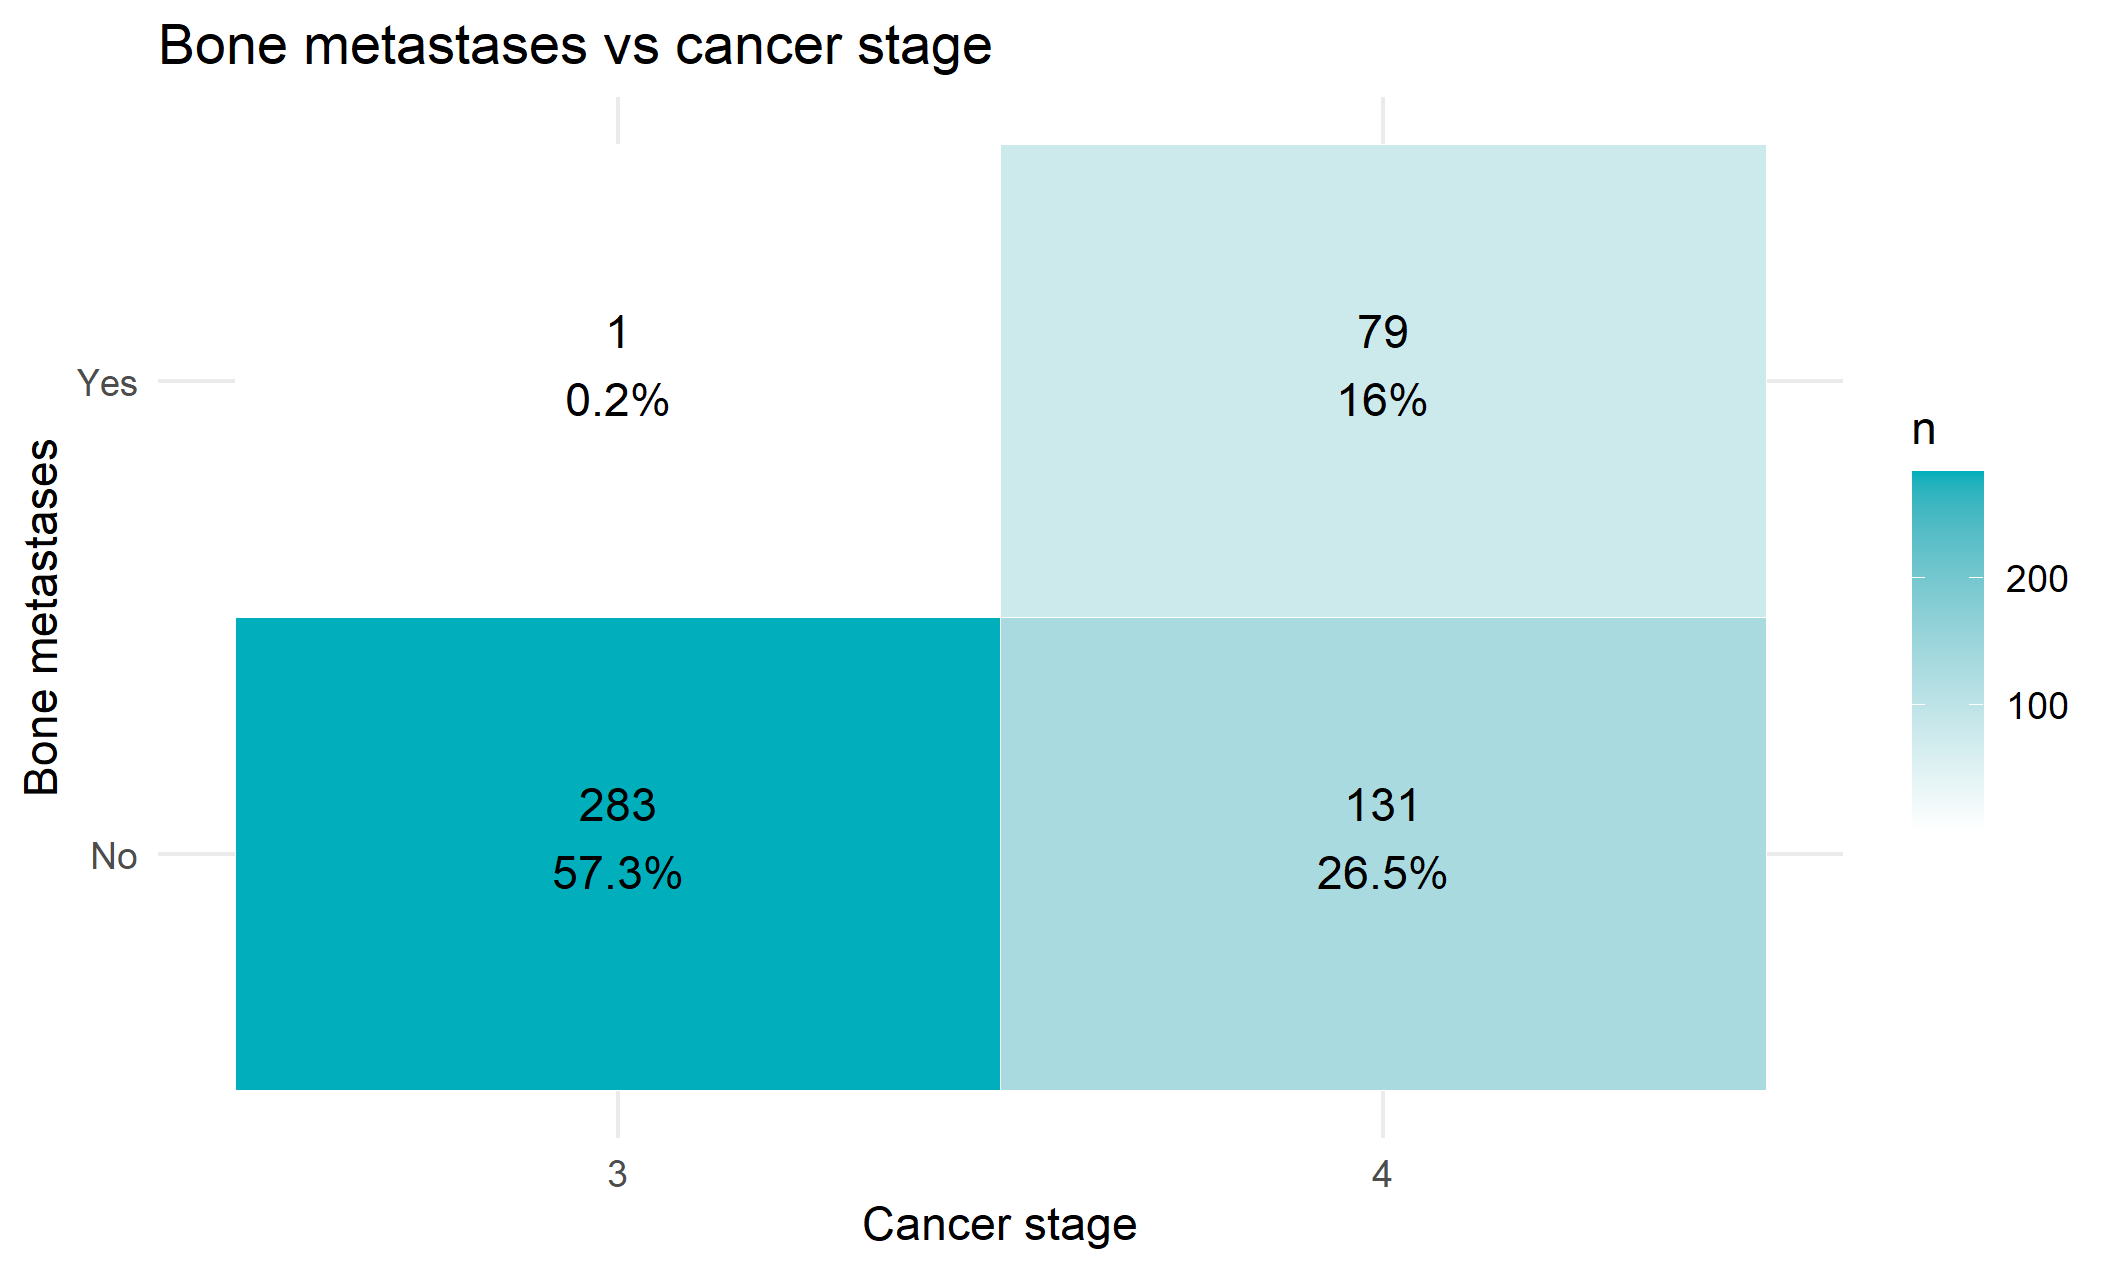 Bone metastases vs cancer stage
1
0.2%
79
16%
Yes
Bone metastases
No
283
57.3%
131
26.5%
n
200
100
3
4
Cancer stage